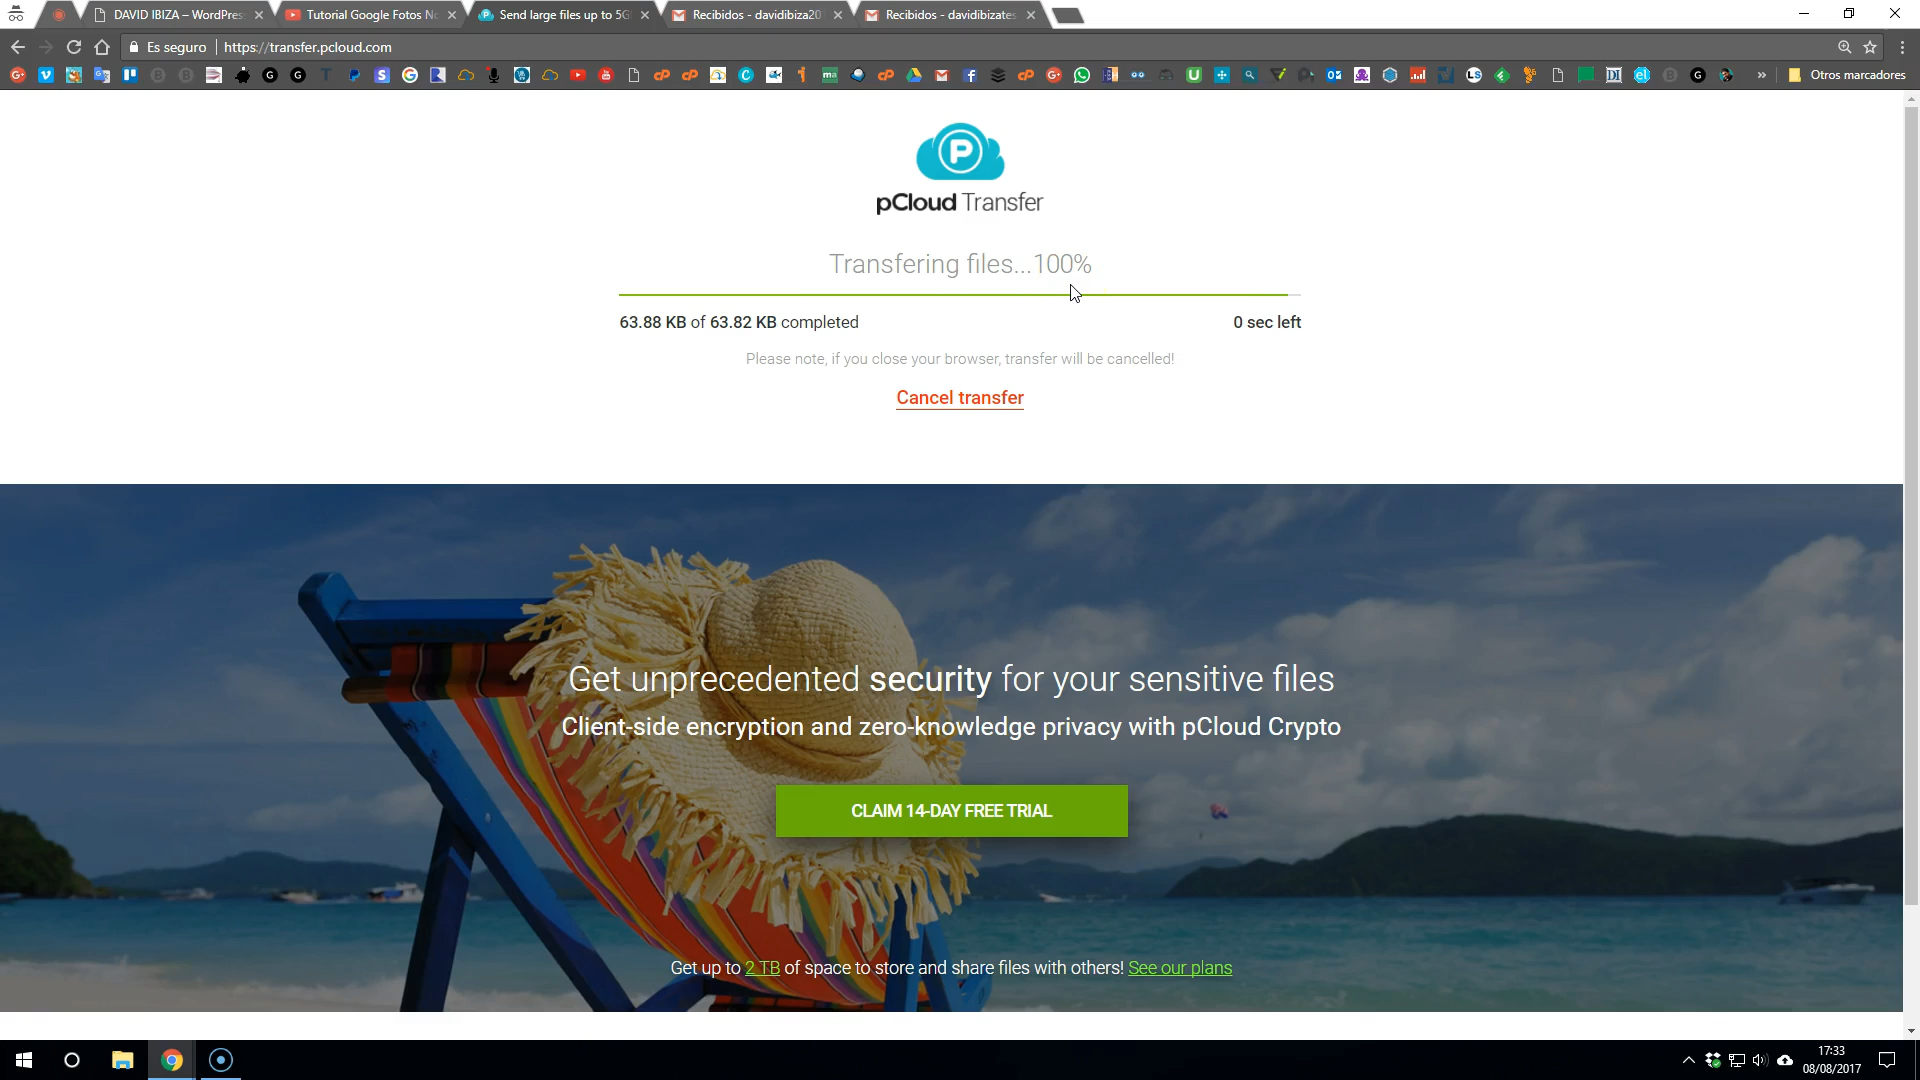 DAVID IBIZA – WordPres
Tutorial Google Fotos N
Send large files up to 5G
Recibidos - davidibiza20
Recibidos - davidibizates
Es seguro
https://transfer.pcloud.com
Otros marcadores
pCloud Transfer
Transfering files...100%
63.88 KB of 63.82 KB completed
0 sec left
Please note, if you close your browser, transfer will be cancelled!
Cancel transfer
Get unprecedented security for your sensitive files
Client-side encryption and zero-knowledge privacy with pCloud Crypto
CLAIM 14-DAY FREE TRIAL
Get up to 2 TB of space to store and share files with others! See our plans
17:33
08/08/2017